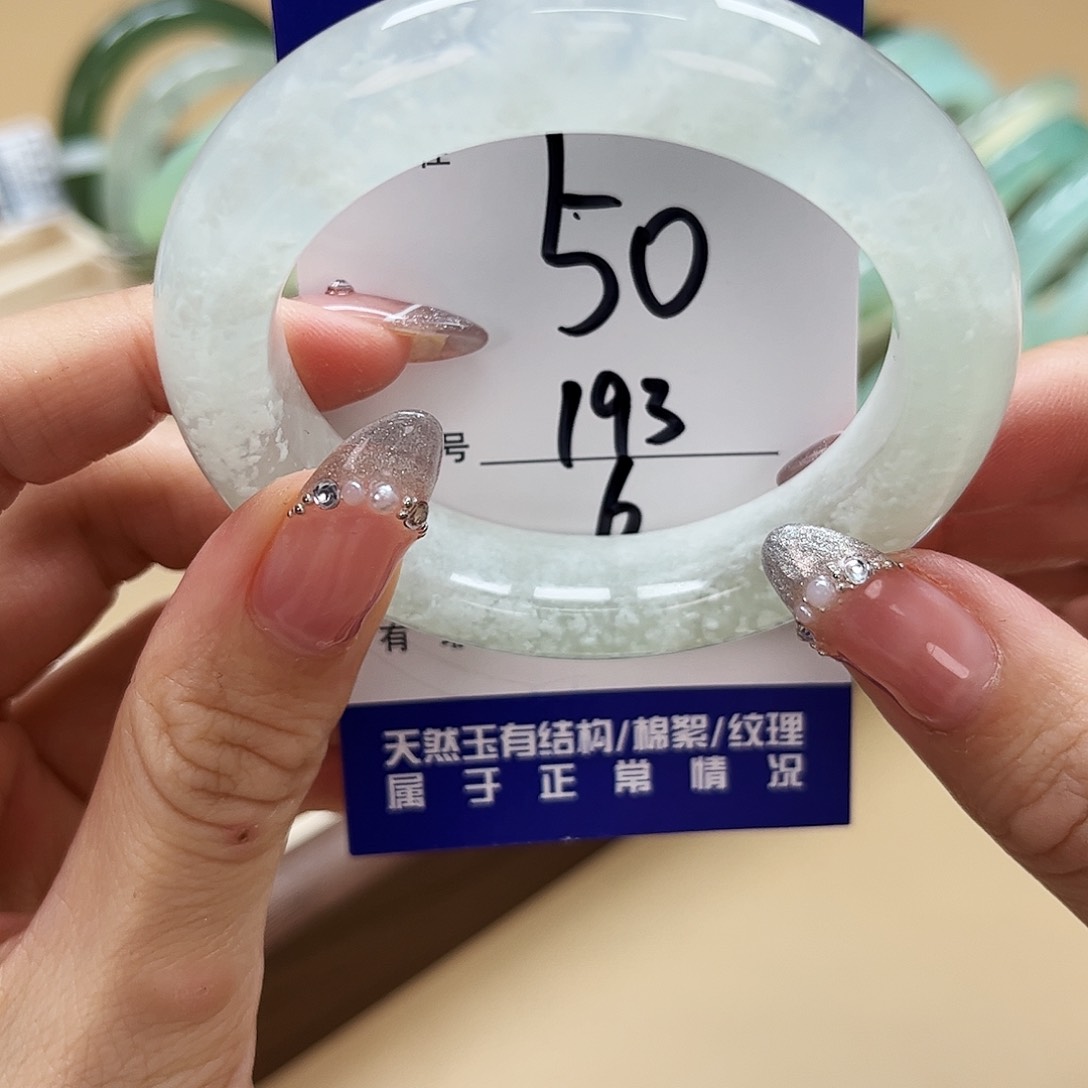 50
193
号
6
有
天然玉有结构/棉絮/纹理
属于正常情况